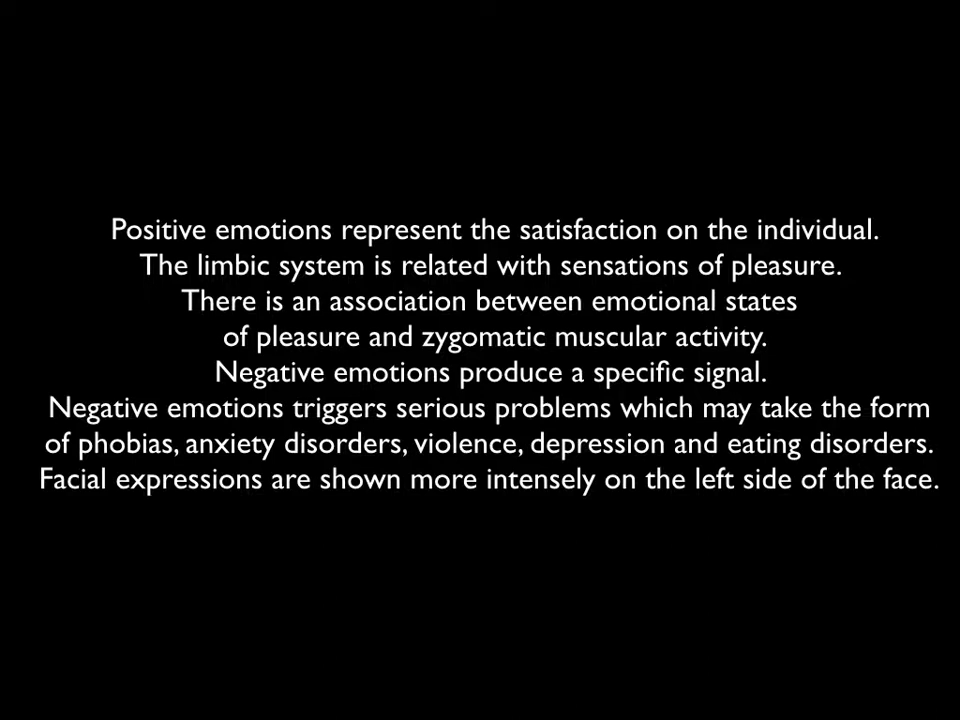 Positive emotions represent the satisfaction on the individual.
The limbic system is related with sensations of pleasure.
There is an association between emotional states
of pleasure and zygomatic muscular activity.
Negative emotions produce a specific signal.
Negative emotions triggers serious problems which may take the form
of phobias, anxiety disorders, violence, depression and eating disorders.
Facial expressions are shown more intensely on the left side of the face.